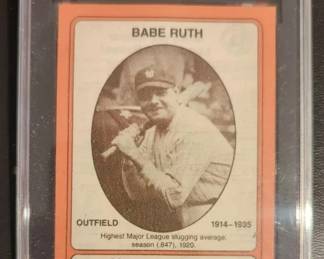 BABE RUTH
OUTFIELD 1914-1935
Highest Major League slugging average,
season (.847), 1920.